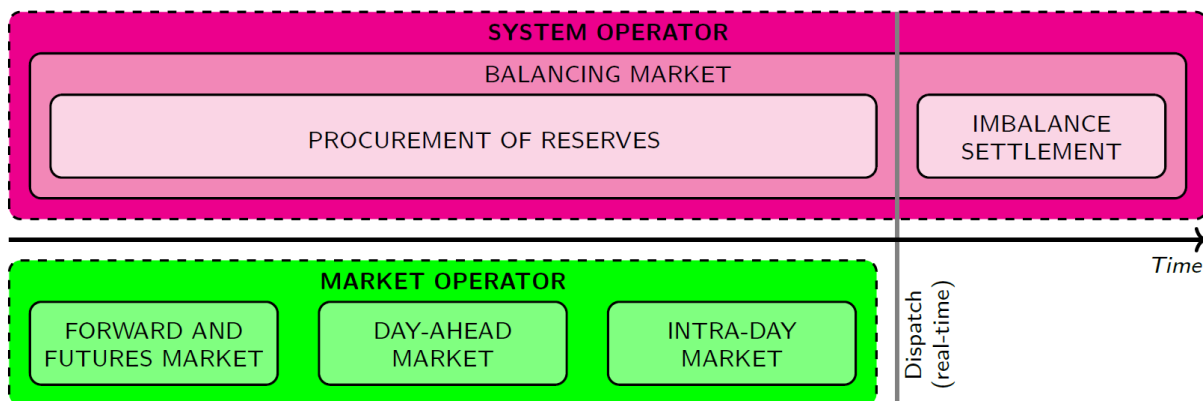 SYSTEM OPERATOR
BALANCING MARKET
PROCUREMENT OF RESERVES
IMBALANCE
SETTLEMENT
Time
MARKET OPERATOR
FORWARD AND
FUTURES MARKET
DAY-AHEAD
MARKET
INTRA-DAY
MARKET
Dispatch
(real-time)